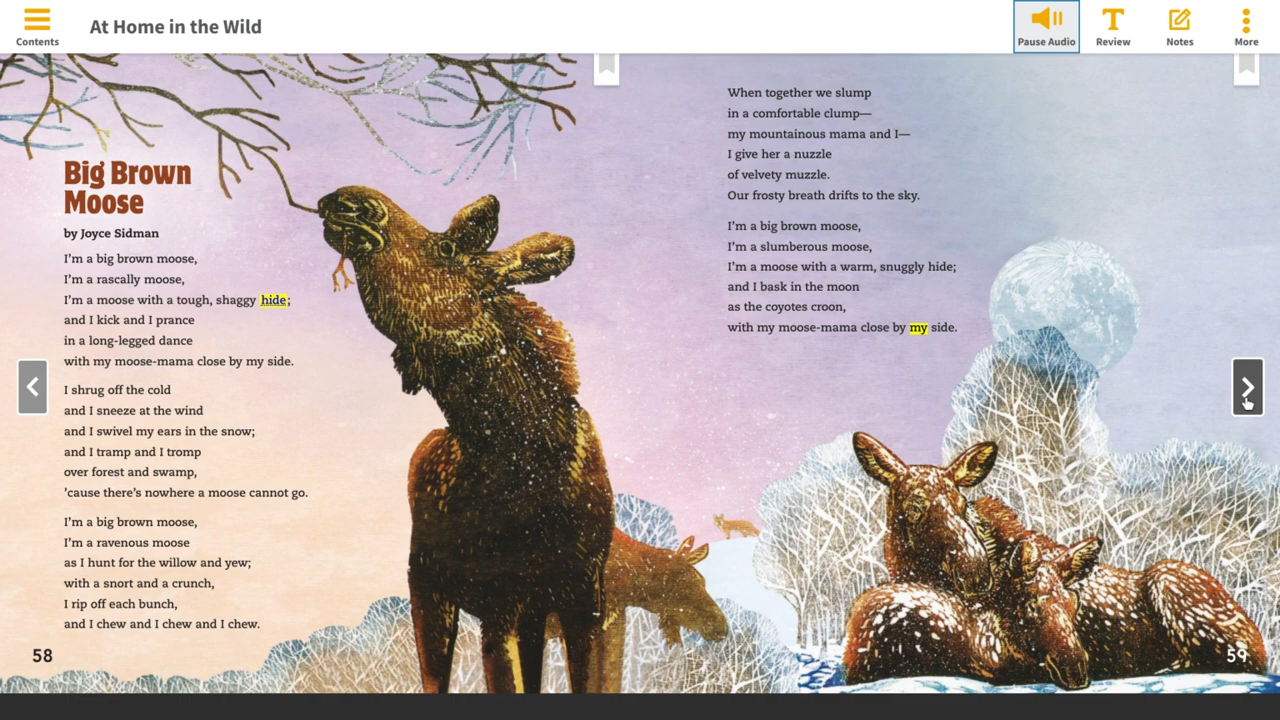 Contents
At Home in the Wild
Pause Audio
Review
Notes
More
Big Brown
Moose
by Joyce Sidman
I'm a big brown moose,
I'm a rascally moose,
I'm a moose with a tough, shaggy hide;
and I kick and I prance
in a long-legged dance
with my moose-mama close by my side.
I shrug off the cold
and I sneeze at the wind
and I swivel my ears in the snow;
and I tramp and I tromp
over forest and swamp,
'cause there's nowhere a moose cannot go.
I'm a big brown moose,
I'm a ravenous moose
as I hunt for the willow and yew;
with a snort and a crunch,
I rip off each bunch,
and I chew and I chew and I chew.
58
When together we slump
in a comfortable clump—
my mountainous mama and I—
I give her a nuzzle
of velvety muzzle.
Our frosty breath drifts to the sky.
I'm a big brown moose,
I'm a slumberous moose,
I'm a moose with a warm, snuggly hide;
and I bask in the moon
as the coyotes croon,
with my moose-mama close by my side.
59